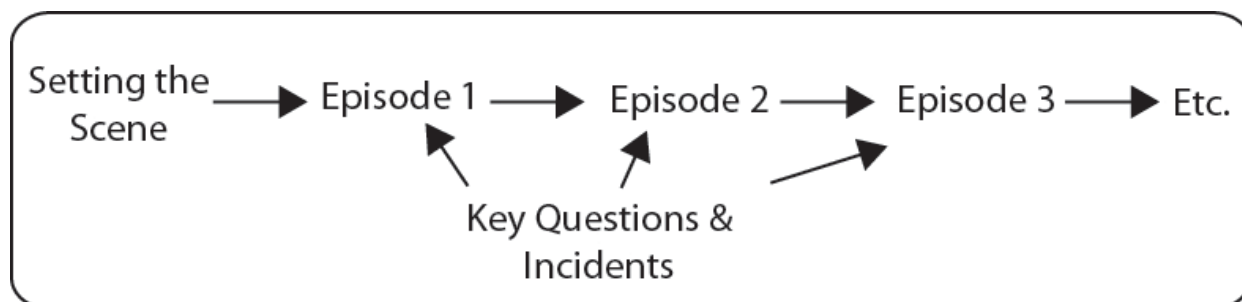 Setting the
Scene
Episode 1
Episode 2
Episode 3
Etc.
Key Questions &
Incidents